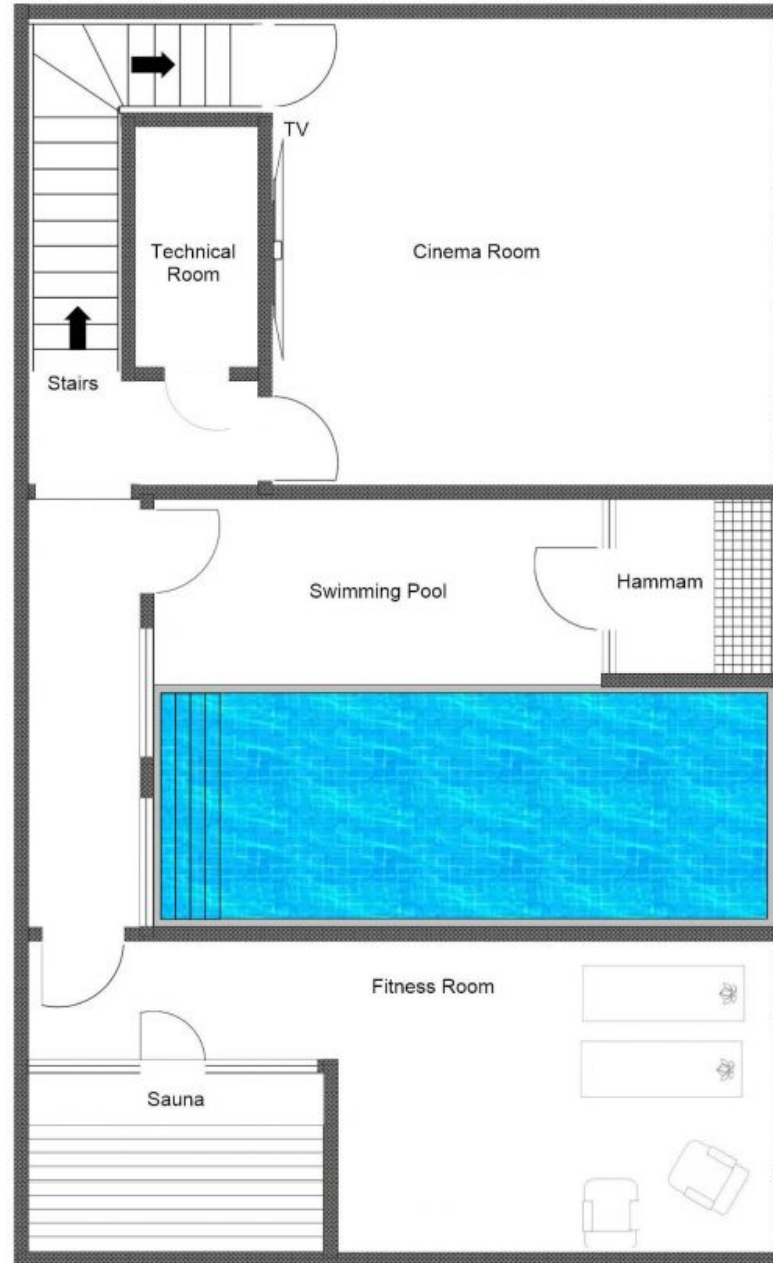 TV
Technical
Room
Cinema Room
Stairs
Swimming Pool
Hammam
Fitness Room
Sauna